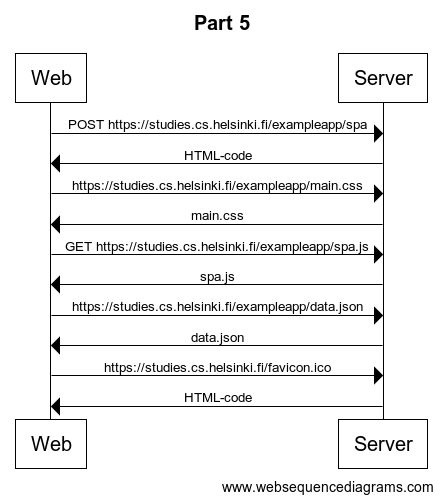 Part 5
Web Server
POST https://studies.cs.helsinki.fi/exampleapp/spa
HTML-code
https://studies.cs.helsinki.fi/exampleapp/main.css
main.css
GET https://studies.cs.helsinki.fi/exampleapp/spa.js
spa.js
https://studies.cs.helsinki.fi/exampleapp/data.json
data.json
https://studies.cs.helsinki.fi/favicon.ico
HTML-code
Web Server
www.websequencediagrams.com